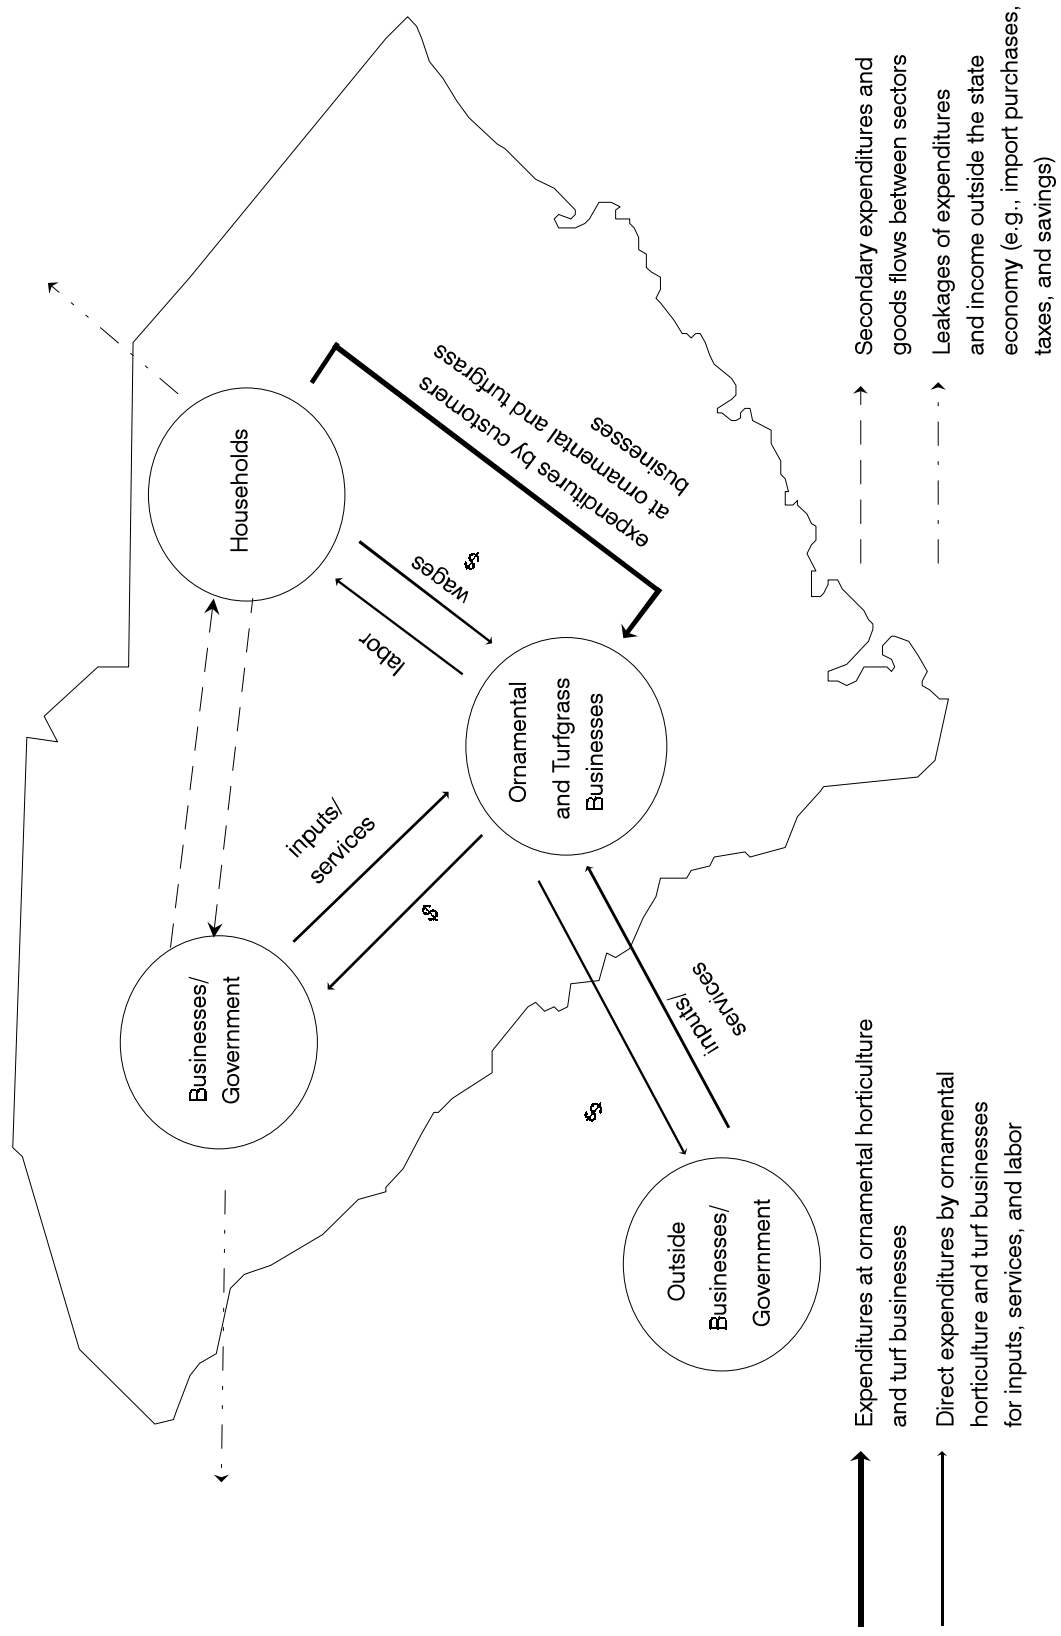 Businesses/
Government
Households
inputs/
services
$
labor
wages
$
expenditures by customers
at ornamental and turfgrass
businesses
Ornamental
and Turfgrass
Businesses
$
inputs/
services
Outside
Businesses/
Government
Expenditures at ornamental horticulture
and turf businesses
Direct expenditures by ornamental
horticulture and turf businesses
for inputs, services, and labor
Secondary expenditures and
goods flows between sectors
Leakages of expenditures
and income outside the state
economy (e.g., import purchases,
taxes, and savings)